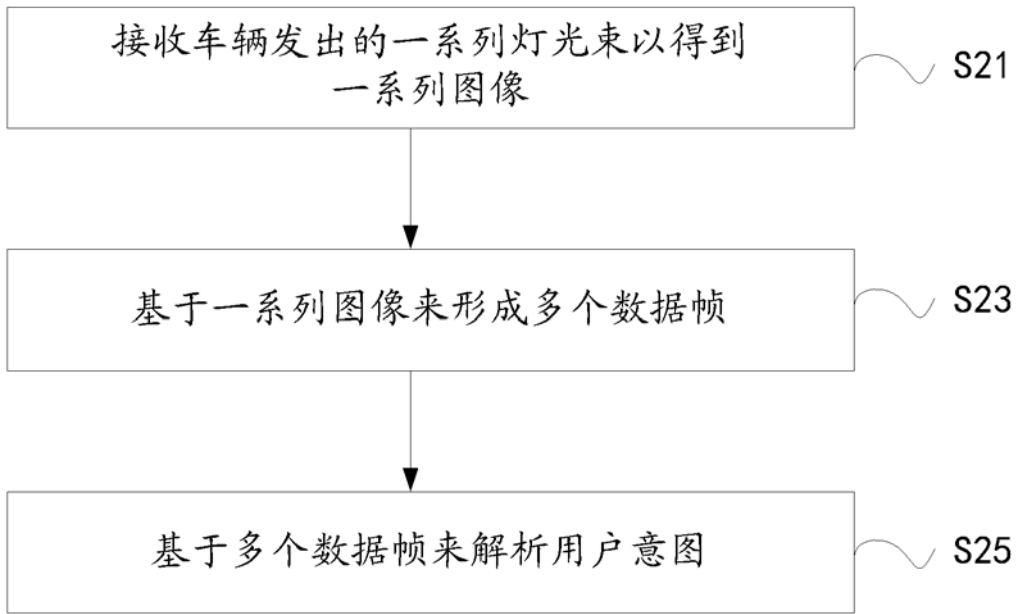 接收车辆发出的一系列灯光束以得到
一系列图像
S21
基于一系列图像来形成多个数据帧
S23
基于多个数据帧来解析用户意图
S25